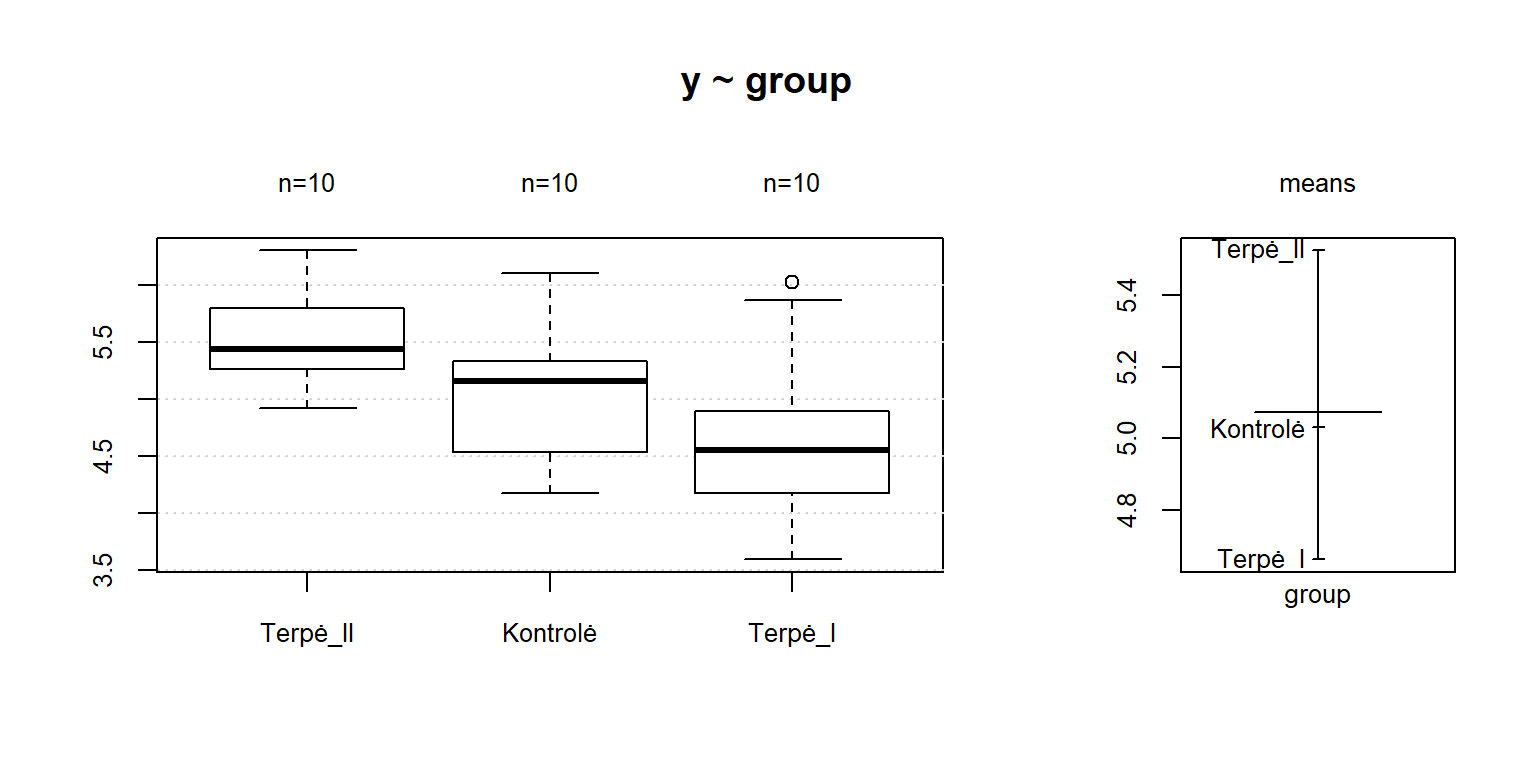 y ~ group
n=10 n=10 n=10
5.5
4.5
3.5
Terpė_II Kontrolė Terpė_I
means
5.4
5.2
5.0
4.8
Terpė_II
Kontrolė
Terpė_I
group